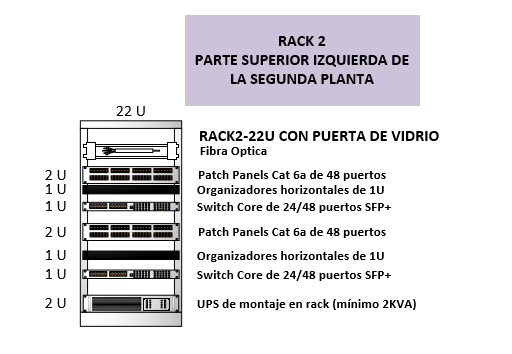 RACK 2
PARTE SUPERIOR IZQUIERDA DE
LA SEGUNDA PLANTA
22 U
RACK2-22U CON PUERTA DE VIDRIO
Fibra Optica
2 U Patch Panels Cat 6a de 48 puertos
1 U Organizadores horizontales de 1U
1 U Switch Core de 24/48 puertos SFP+
2 U Patch Panels Cat 6a de 48 puertos
1 U Organizadores horizontales de 1U
1 U Switch Core de 24/48 puertos SFP+
2 U UPS de montaje en rack (mínimo 2KVA)